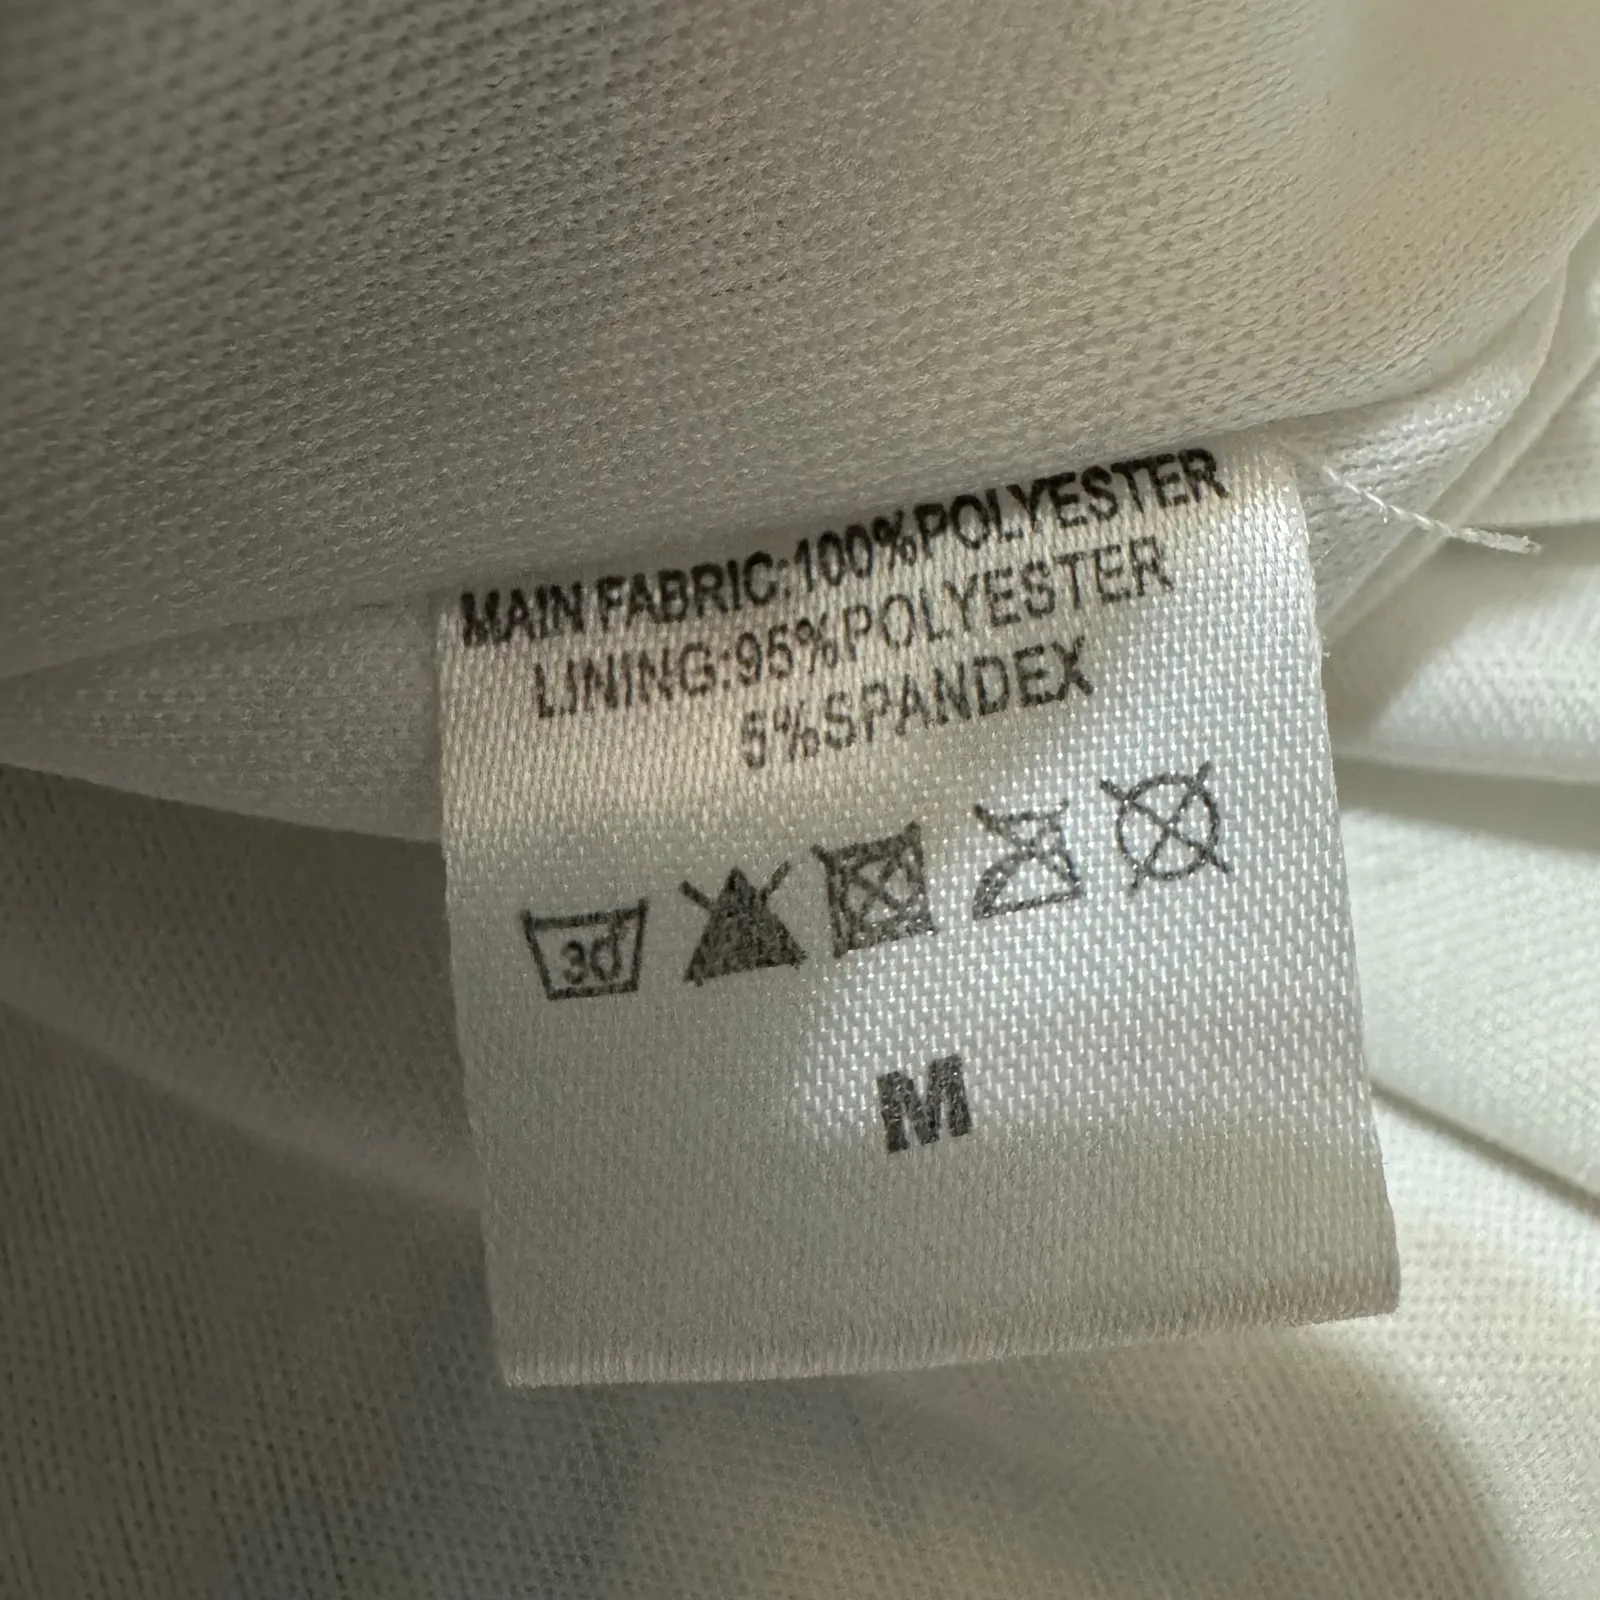 MAIN FABRIC:100%POLYESTER
LINING:95%POLYESTER
5%SPANDEX
30
M